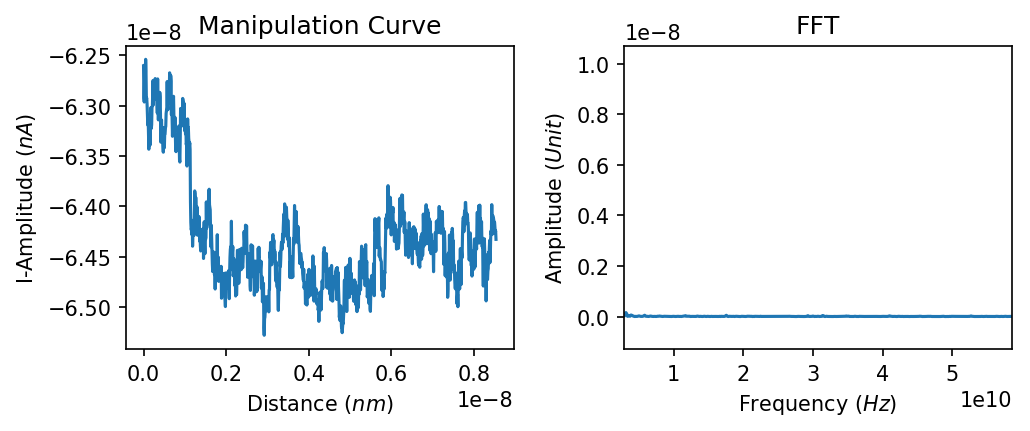 Manipulation Curve
1e−8
−6.25
−6.30
−6.35
−6.40
−6.45
−6.50
I-Amplitude (nA)
0.0 0.2 0.4 0.6 0.8
1e−8
Distance (nm)
FFT
1e−8
1.0
0.8
0.6
0.4
0.2
0.0
Amplitude (Unit)
1 2 3 4 5
1e10
Frequency (Hz)